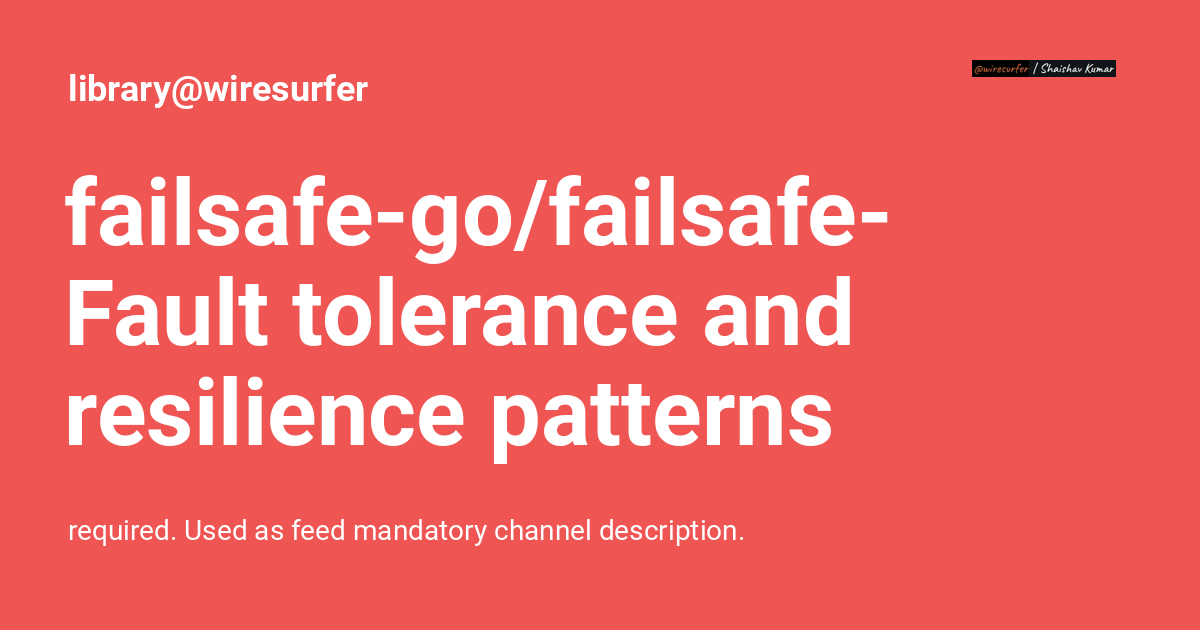 library@wiresurfer
@wiresurfer | Shaishav Kumar
failsafe-go/failsafe-
Fault tolerance and
resilience patterns
required. Used as feed mandatory channel description.